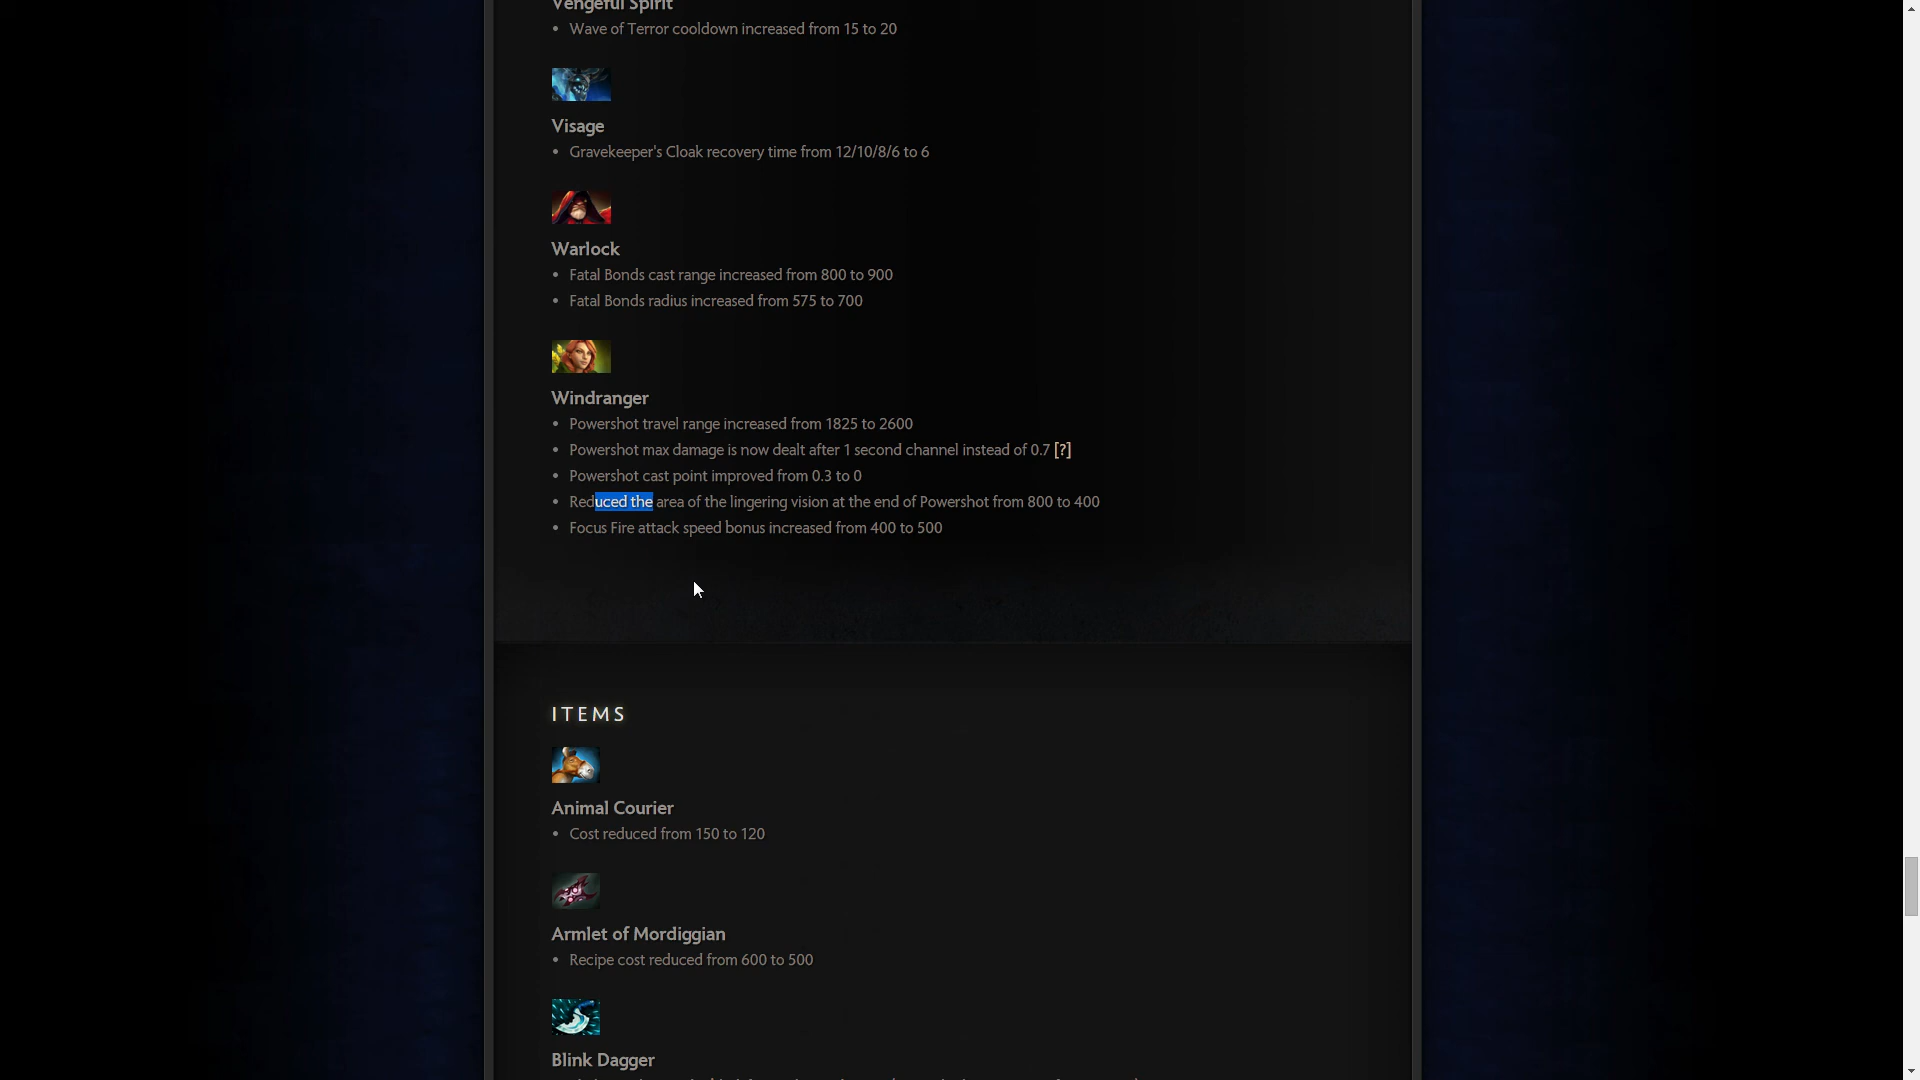 Vengeful Spirit
• Wave of Terror cooldown increased from 15 to 20
Visage
• Gravekeeper's Cloak recovery time from 12/10/8/6 to 6
Warlock
• Fatal Bonds cast range increased from 800 to 900
• Fatal Bonds radius increased from 575 to 700
Windranger
• Powershot travel range increased from 1825 to 2600
• Powershot max damage is now dealt after 1 second channel instead of 0.7 [?]
• Powershot cast point improved from 0.3 to 0
• Reduced the area of the lingering vision at the end of Powershot from 800 to 400
• Focus Fire attack speed bonus increased from 400 to 500
ITEMS
Animal Courier
• Cost reduced from 150 to 120
Armlet of Mordiggian
• Recipe cost reduced from 600 to 500
Blink Dagger